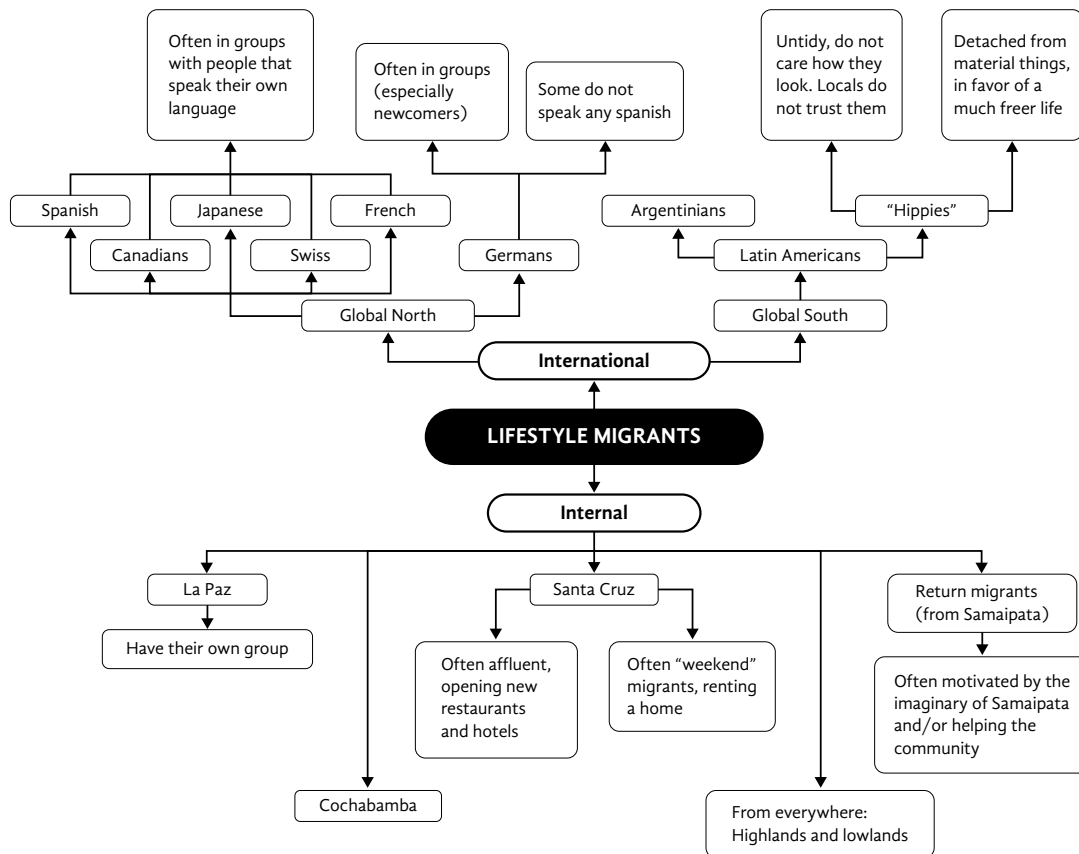 Often in groups
with people that
speak their own
language
Often in groups
(especially
newcomers)
Some do not
speak any spanish
Untidy, do not
care how they
look. Locals do
not trust them
Detached from
material things,
in favor of a
much freer life
Spanish
Japanese
French
Argentinians
“Hippies”
Canadians
Swiss
Germans
Latin Americans
Global North
Global South
International
LIFESTYLE MIGRANTS
Internal
La Paz
Santa Cruz
Return migrants
(from Samaipata)
Have their own group
Often affluent,
opening new
restaurants
and hotels
Often “weekend”
migrants, renting
a home
Often motivated by the
imaginary of Samaipata
and/or helping the
community
Cochabamba
From everywhere:
Highlands and lowlands